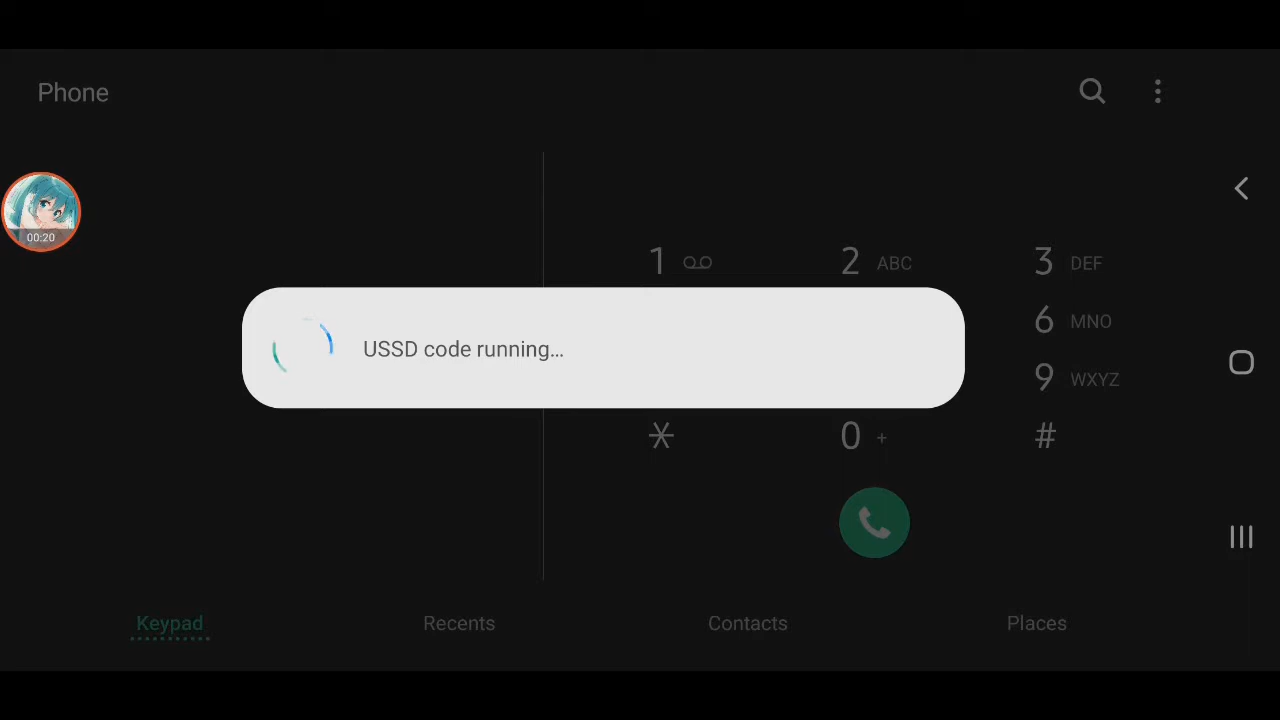 Phone
00:20
1
2 ABC
3 DEF
USSD code running...
6 MNO
9 WXYZ
* 0 + #
Keypad Recents Contacts Places